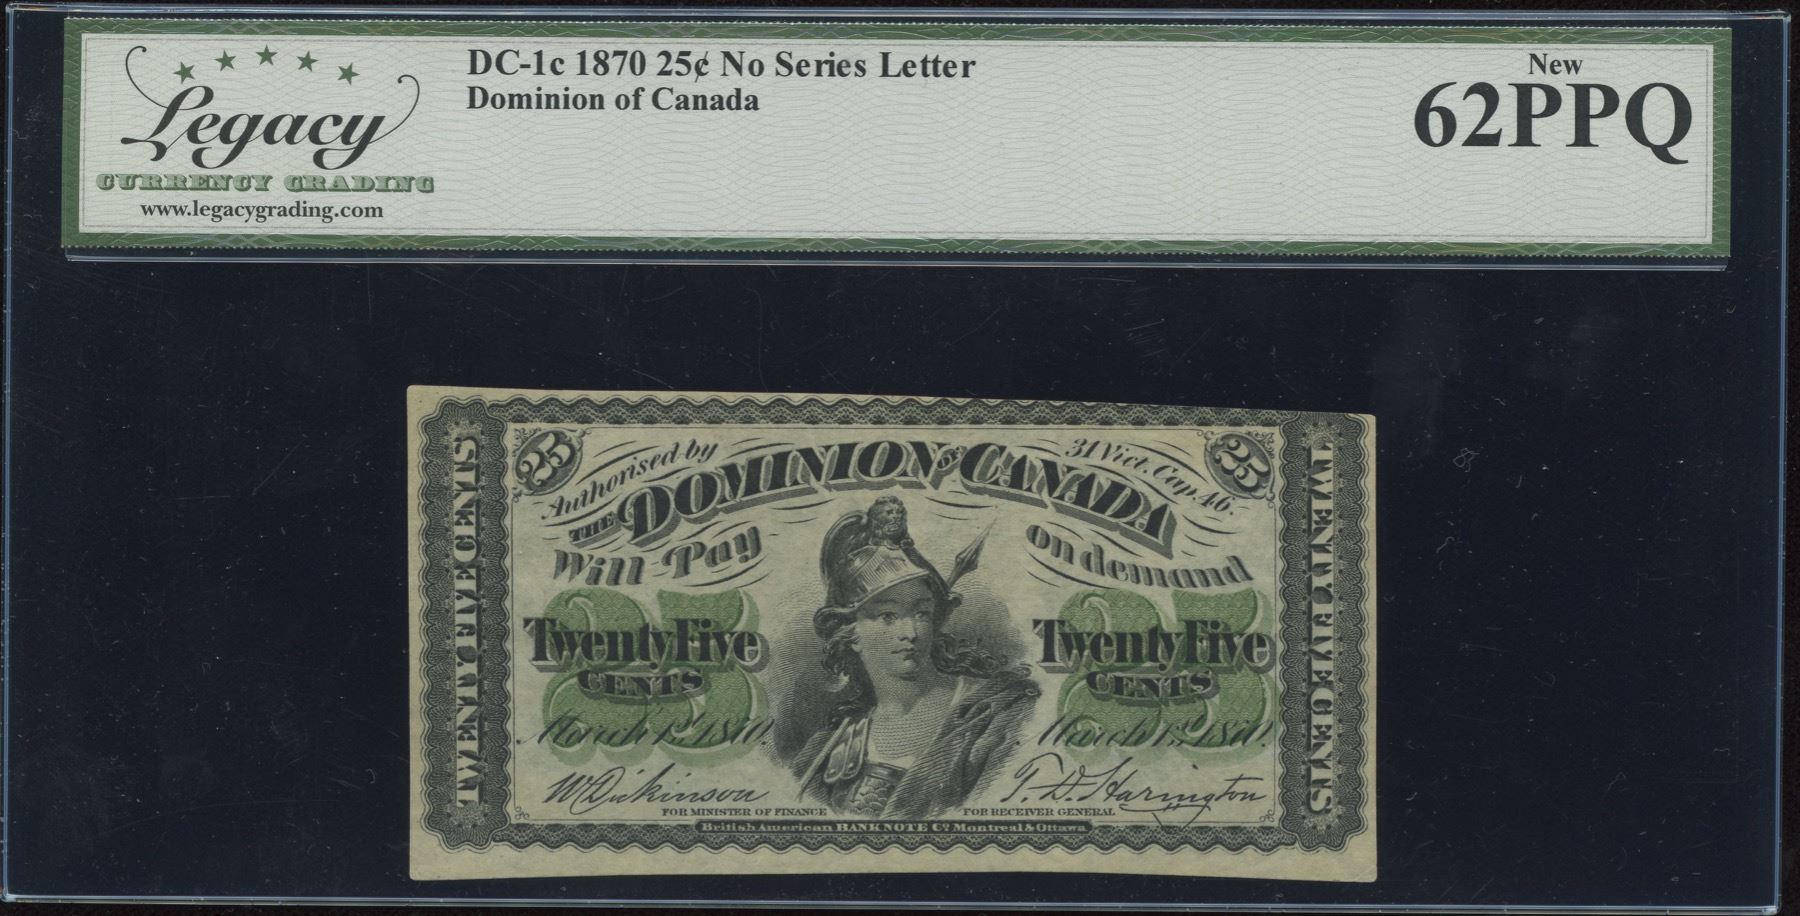 Legacy
CURRENCY GRADING
www.legacygrading.com
DC-1c 1870 25¢ No Series Letter
Dominion of Canada
New
62PPQ
25
25
Authorised by
31 Vict. Cap. 46.
THE DOMINION OF CANADA
Will Pay
on demand
25
25
Twenty Five
CENTS
Twenty Five
CENTS
March 1st, 1870.
March 1st, 1870.
W Dickinson
T. D. Harington
FOR MINISTER OF FINANCE
FOR RECEIVER GENERAL
British American BANK NOTE Co. Montreal & Ottawa
TWENTY FIVE CENTS
TWENTY FIVE CENTS